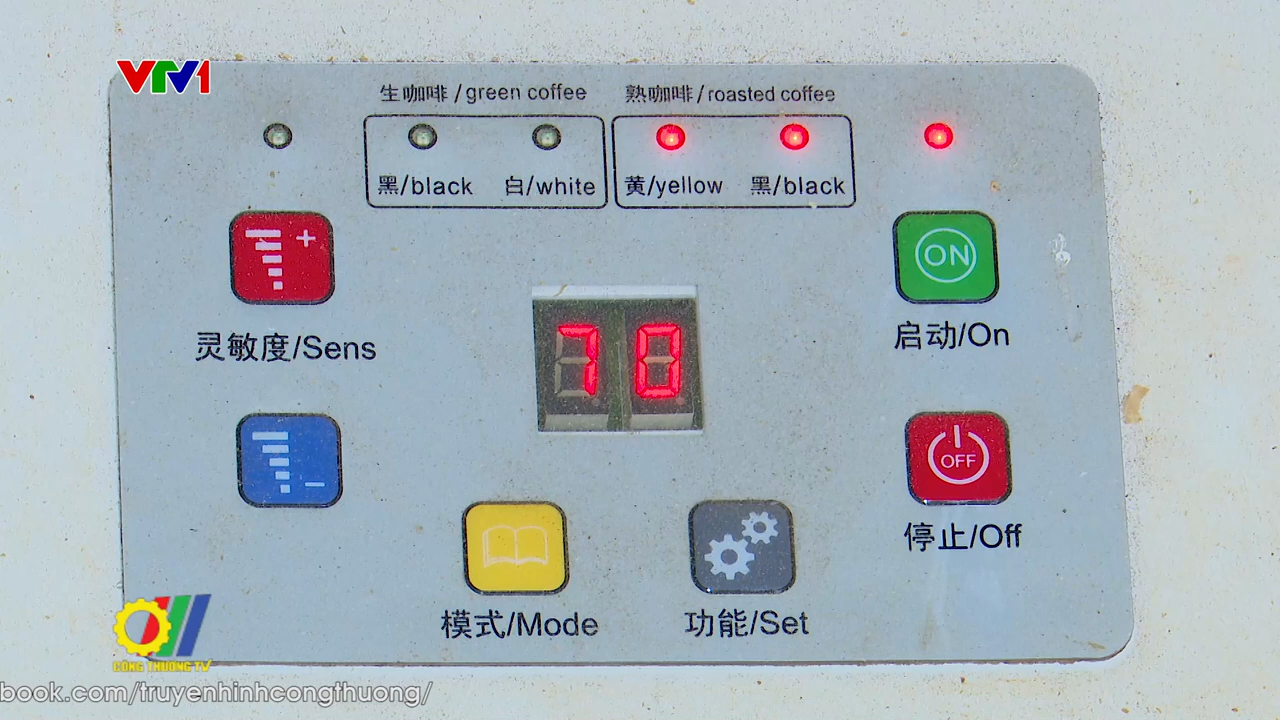 VTV1
生咖啡/green coffee
熟咖啡/roasted coffee
黑/black
白/white
黄/yellow
黑/black
ON
灵敏度/Sens
启动/On
70
OFF
停止/Off
模式/Mode
功能/Set
CÔNG THƯƠNG TV
book.com/truyenhinhcongthuong/